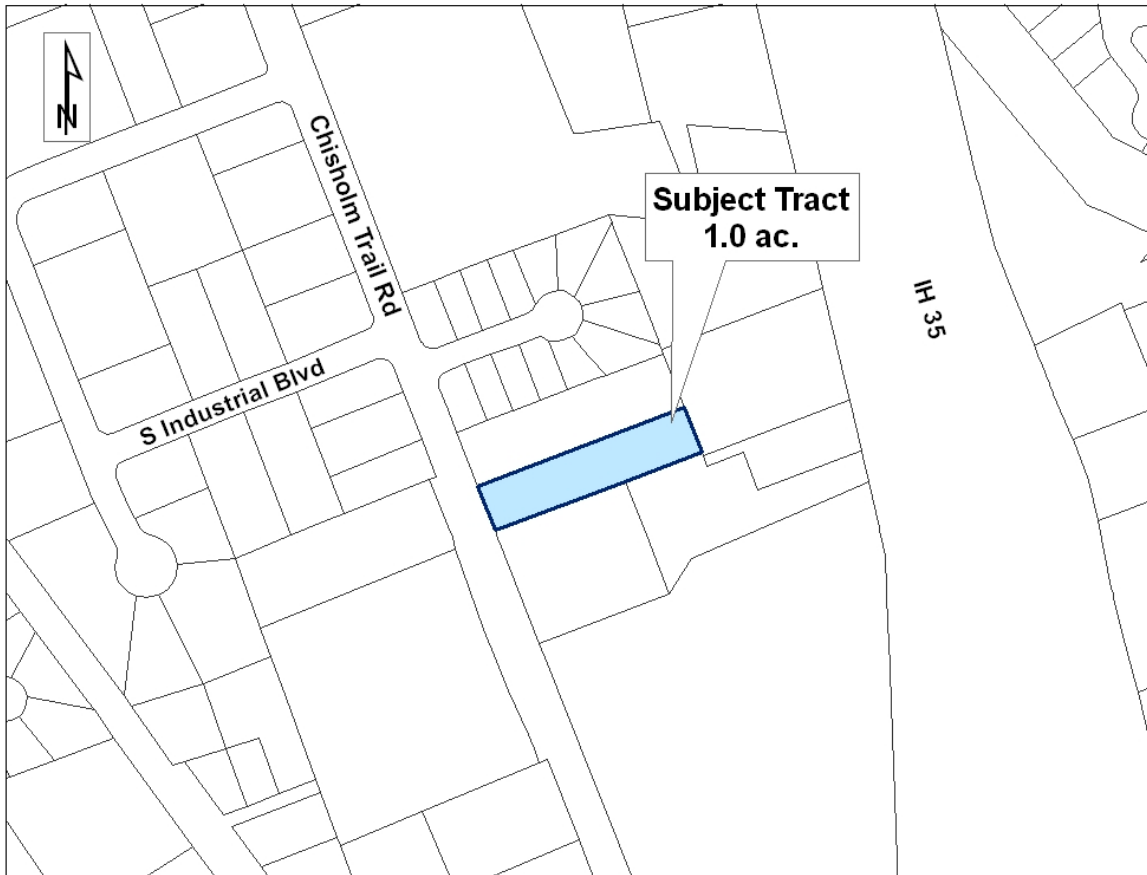 N
Chisholm Trail Rd
Subject Tract
1.0 ac.
IH 35
S Industrial Blvd